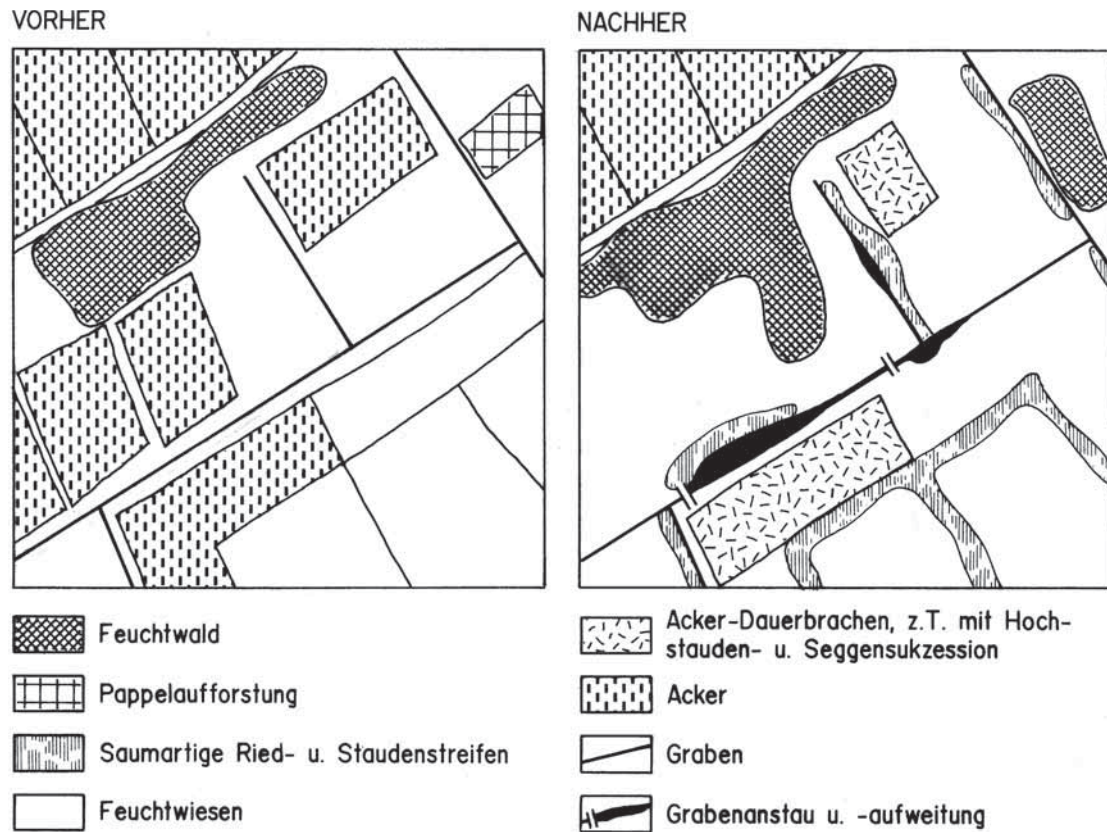 VORHER
NACHHER
Feuchtwald
Pappelaufforstung
Saumartige Ried- u. Staudenstreifen
Feuchtwiesen
Acker-Dauerbrachen, z.T. mit Hoch-
stauden- u. Seggensukzession
Acker
Graben
Grabenanstau u. -aufweitung